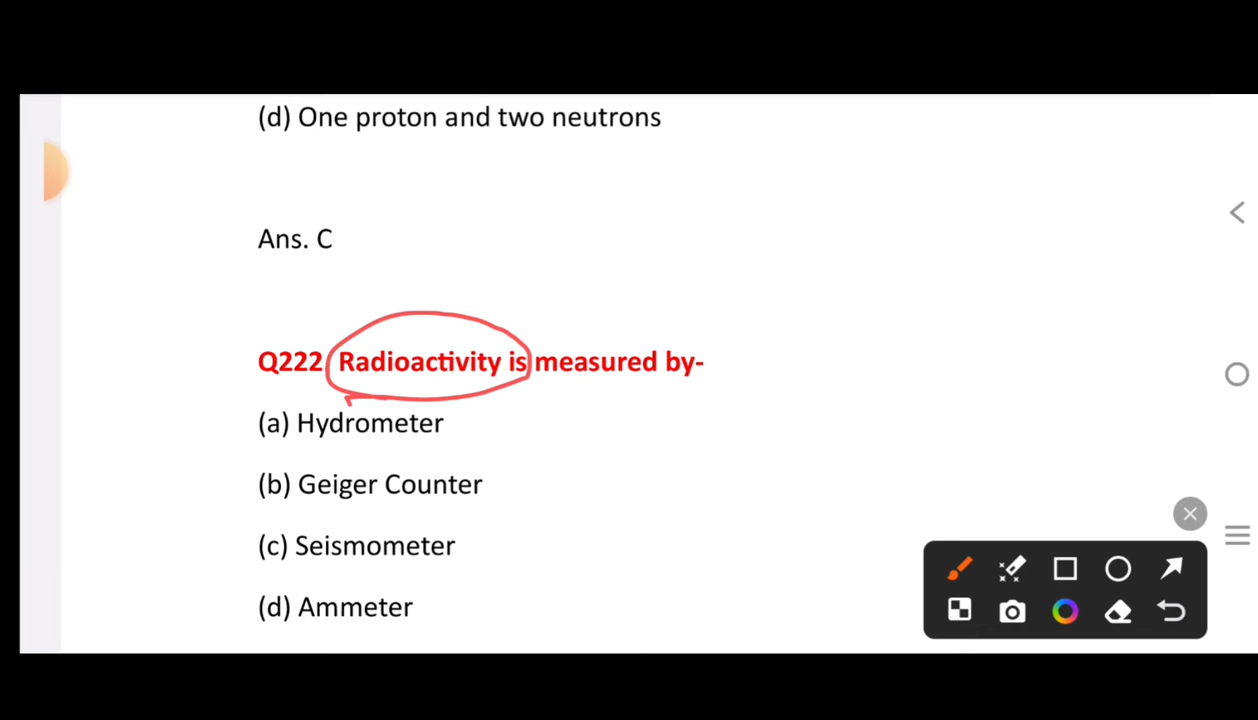 (d) One proton and two neutrons
Ans. C
Q222 Radioactivity is measured by-
(a) Hydrometer
(b) Geiger Counter
(c) Seismometer
(d) Ammeter